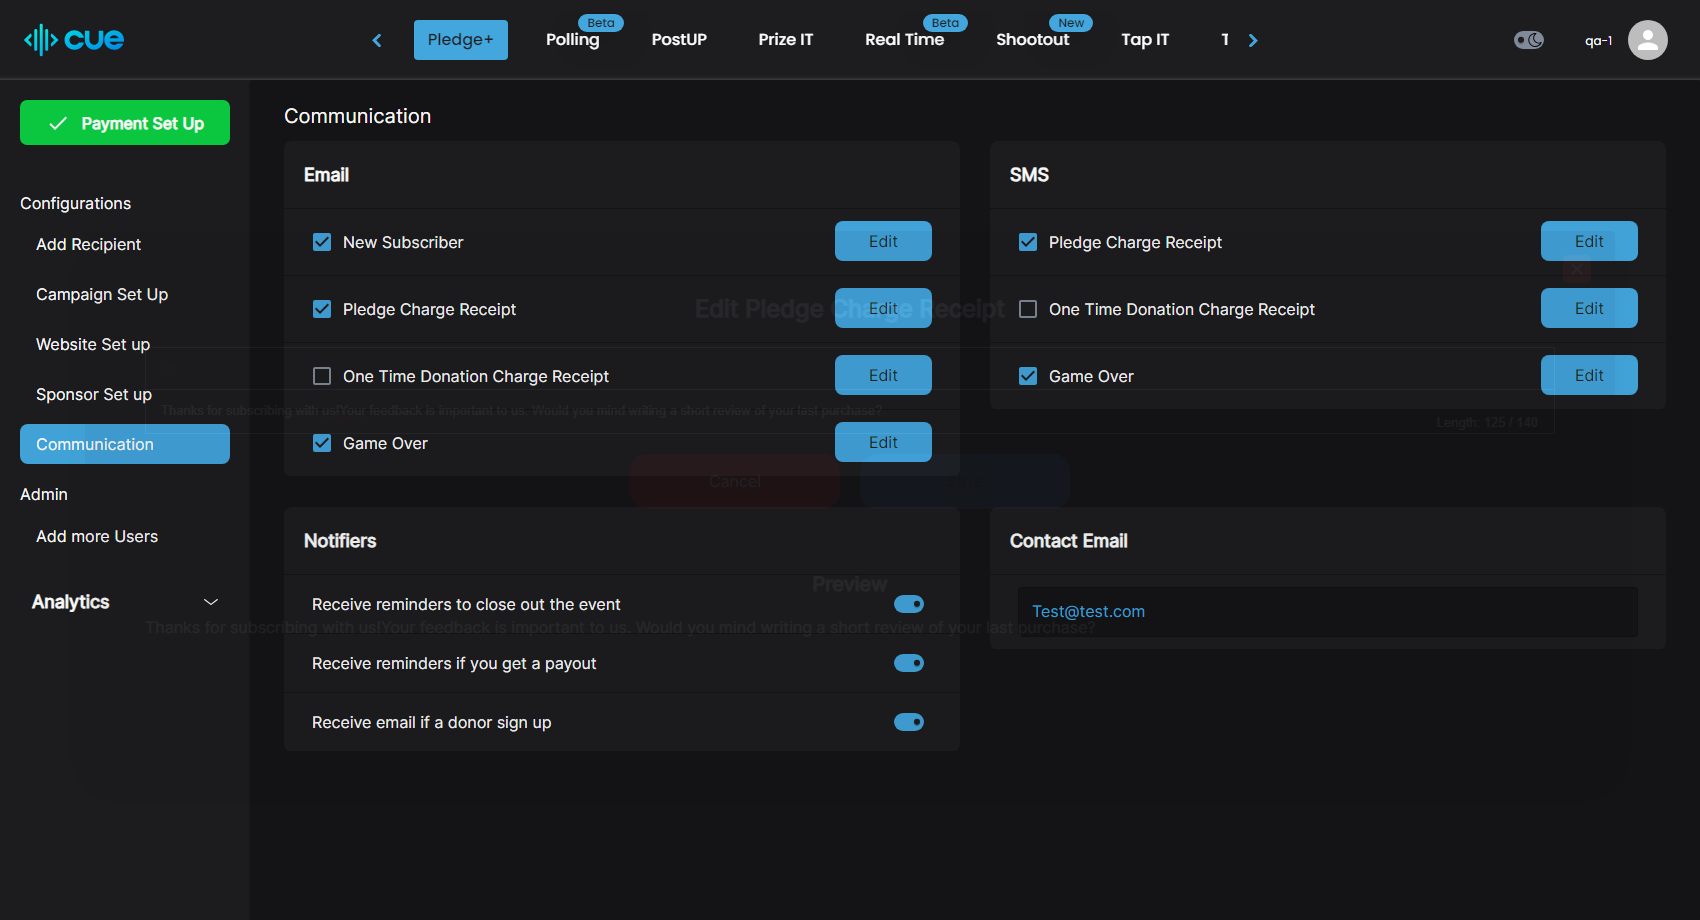 cue
Pledge+
Polling
Beta
PostUP
Prize IT
Real Time
Beta
Shootout
New
Tap IT
T
qa-1
Payment Set Up
Configurations
Add Recipient
Campaign Set Up
Website Set up
Sponsor Set up
Communication
Admin
Add more Users
Analytics
Communication
Email
New Subscriber
Edit
Pledge Charge Receipt
Edit
One Time Donation Charge Receipt
Edit
Game Over
Edit
SMS
Pledge Charge Receipt
Edit
One Time Donation Charge Receipt
Edit
Game Over
Edit
Notifiers
Receive reminders to close out the event
Receive reminders if you get a payout
Receive email if a donor sign up
Contact Email
Test@test.com
Edit Pledge Charge Receipt
Thanks for subscribing with us!Your feedback is important to us. Would you mind writing a short review of your last purchase?
Length: 125 / 140
Cancel
Preview
Thanks for subscribing with us!Your feedback is important to us. Would you mind writing a short review of your last purchase?